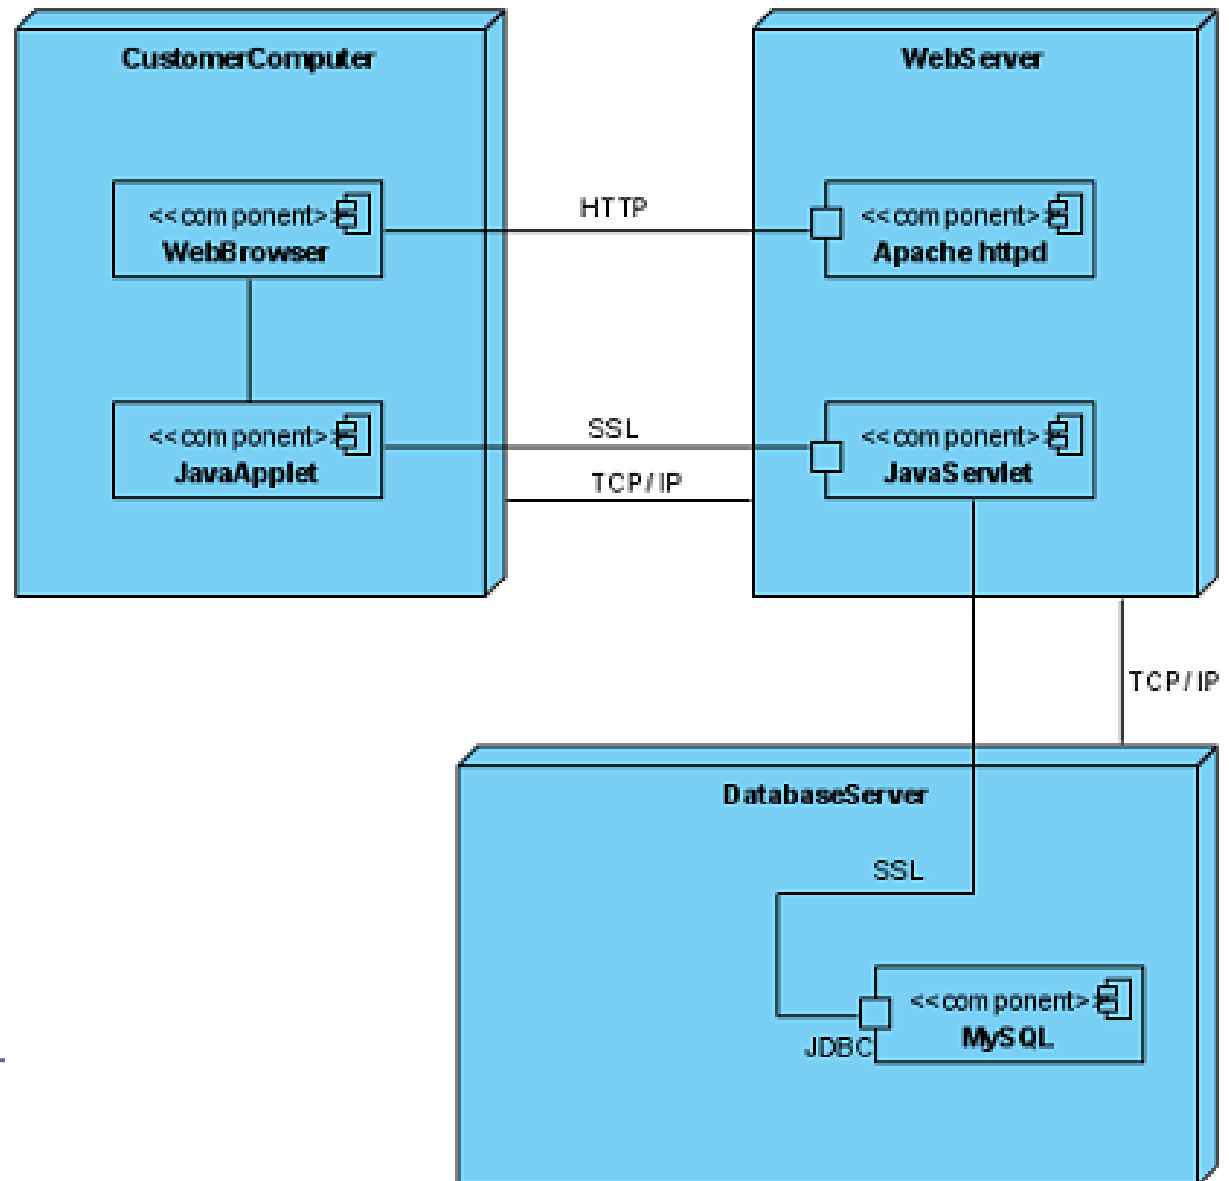 CustomerComputer
WebServer
<<component>>
WebBrowser
HTTP
<<component>>
Apache httpd
<<component>>
JavaApplet
SSL
TCP/IP
<<component>>
JavaServlet
TCP/IP
DatabaseServer
SSL
<<component>>
MySQL
JDBC